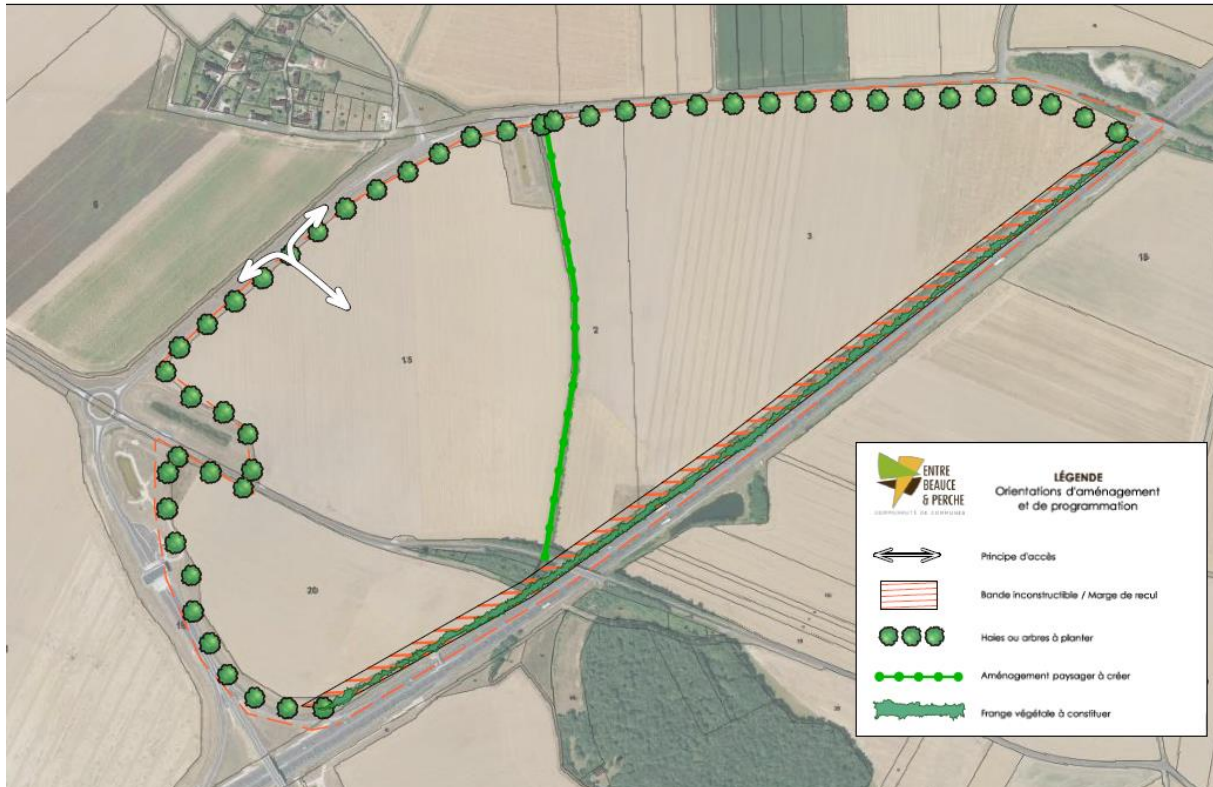 6
3
15
15
2
20
ENTRE
BEAUCE
& PERCHE
COMMUNAUTÉ DE COMMUNES
LÉGENDE
Orientations d'aménagement
et de programmation
Principe d'accès
Bande inconstructible / Marge de recul
Haies ou arbres à planter
Aménagement paysager à créer
Frange végétale à constituer